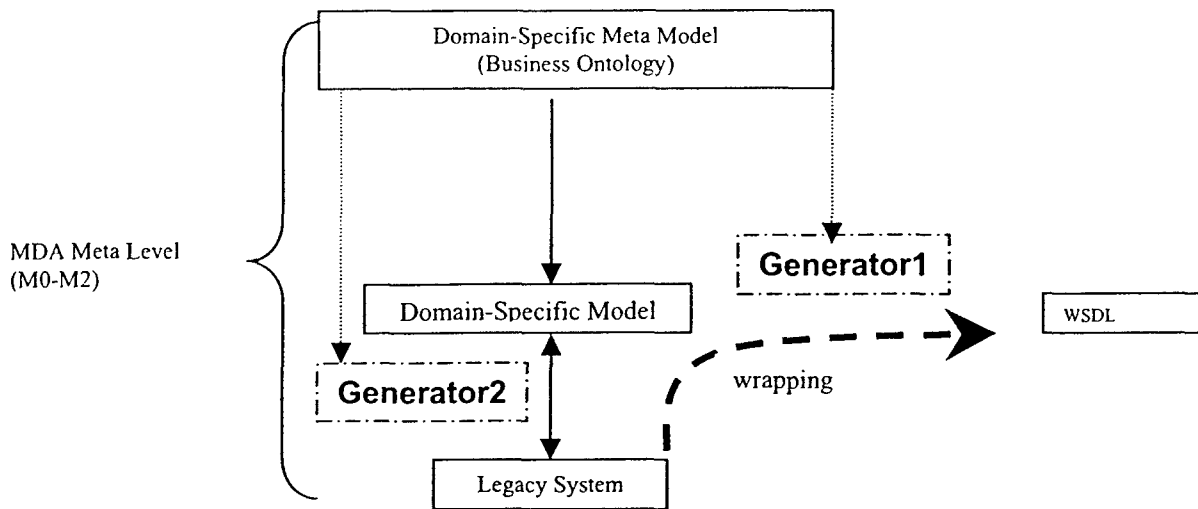 Domain-Specific Meta Model
(Business Ontology)
MDA Meta Level
(M0-M2)
Generator1
Domain-Specific Model
WSDL
Generator2
wrapping
Legacy System